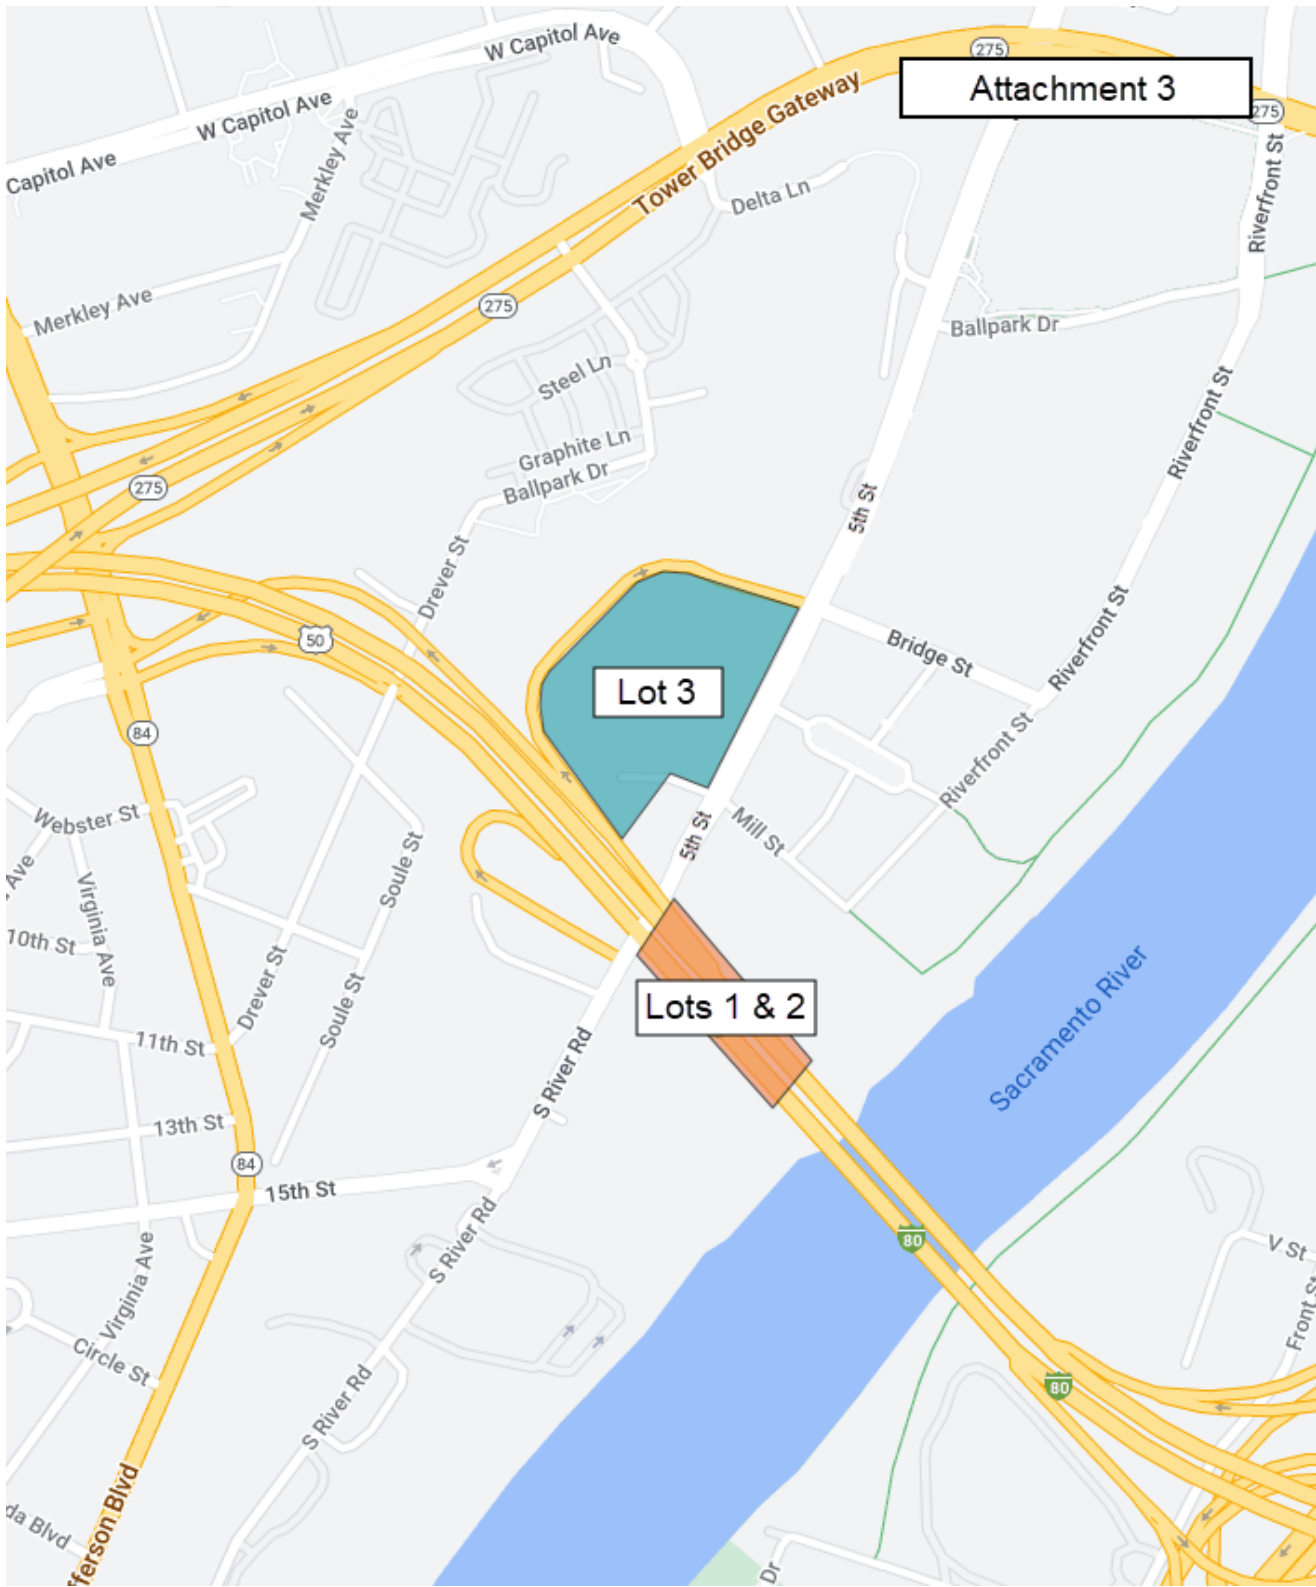 W Capitol Ave
275
Attachment 3
W Capitol Ave
Tower Bridge Gateway
275
Capitol Ave
Merkley Ave
Delta Ln
Riverfront St
Merkley Ave
275
Ballpark Dr
Steel Ln
Riverfront St
Graphite Ln
Ballpark Dr
275
5th St
Drever St
Riverfront St
50
Bridge St
Lot 3
84
Riverfront St
Webster St
Mill St
5th St
Soule St
Ave
Virginia Ave
10th St
Lots 1 & 2
Drever St
Soule St
Sacramento River
11th St
S River Rd
13th St
84
15th St
80
S River Rd
V St
Virginia Ave
Front St
Circle St
80
S River Rd
fferson Blvd
da Blvd
Dr